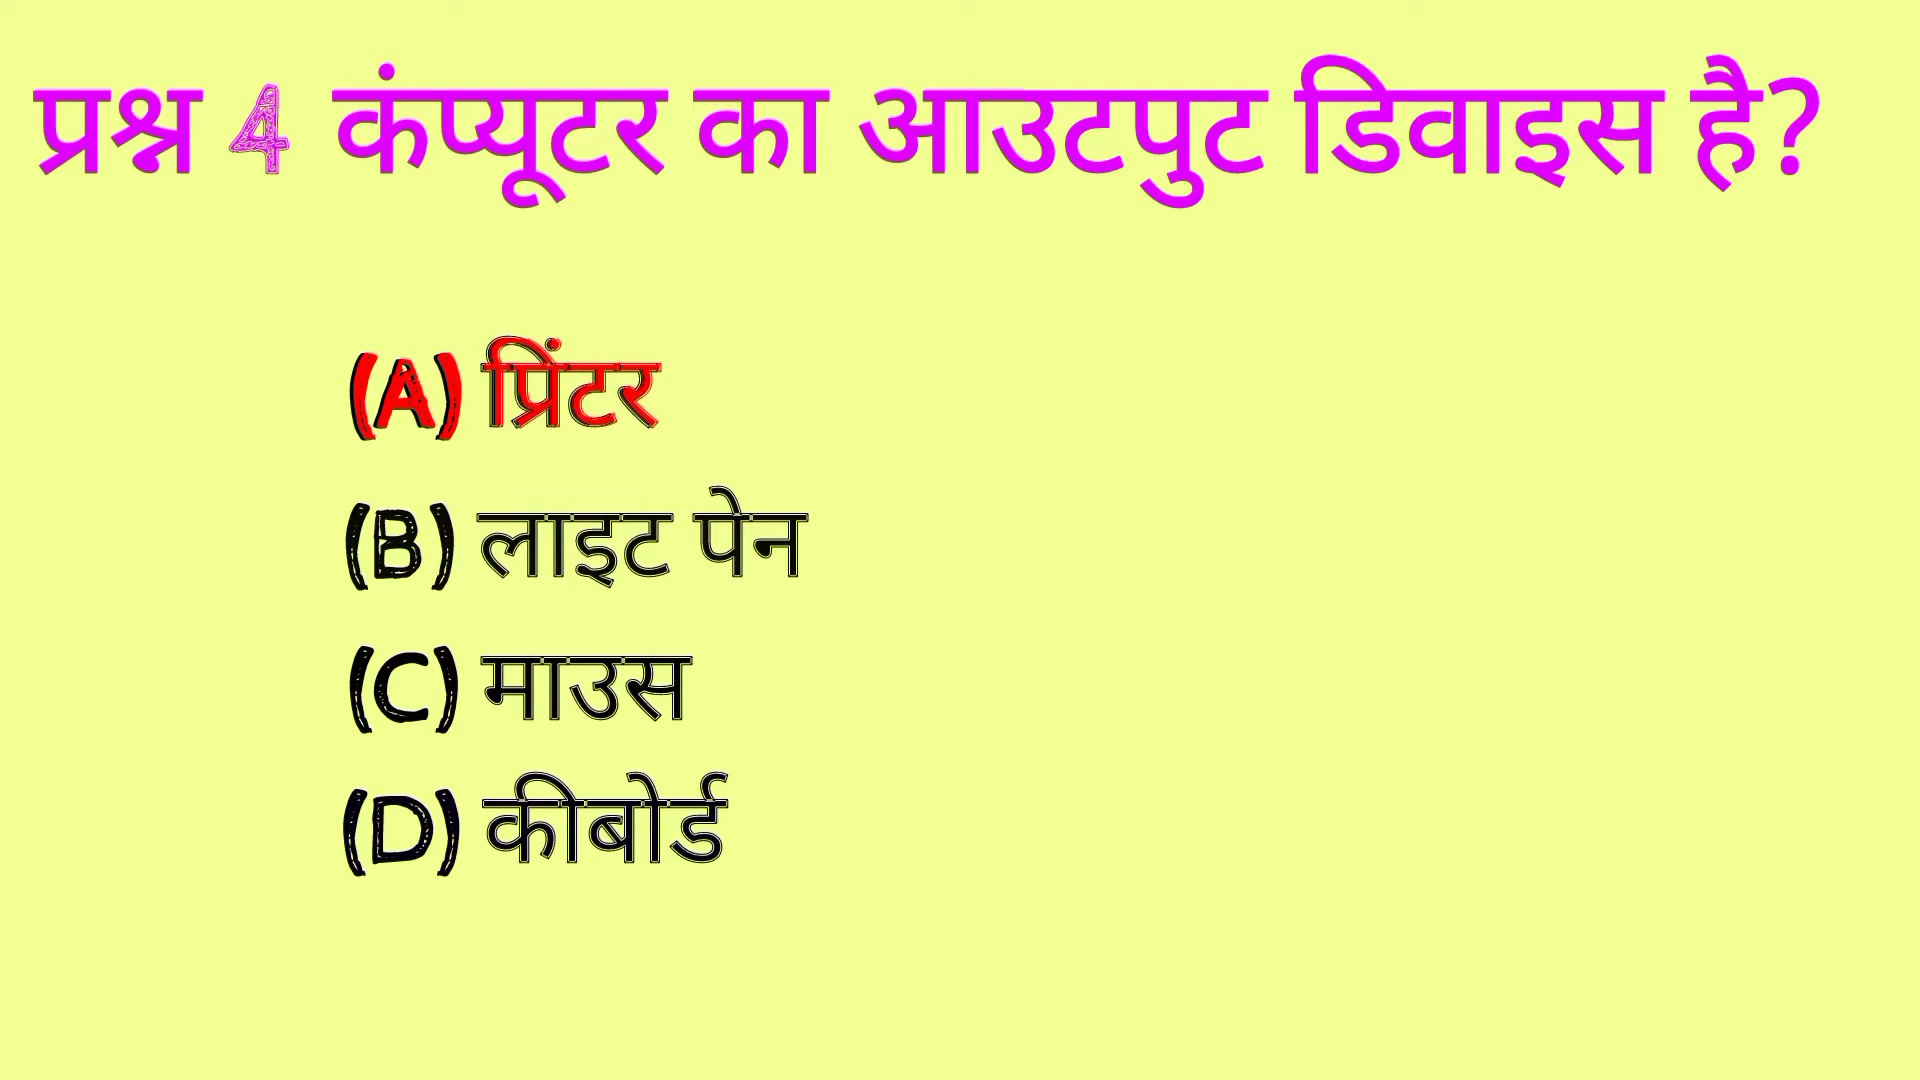 प्रश्न 4 कंप्यूटर का आउटपुट डिवाइस है?
(A) प्रिंटर
(B) लाइट पेन
(C) माउस
(D) कीबोर्ड